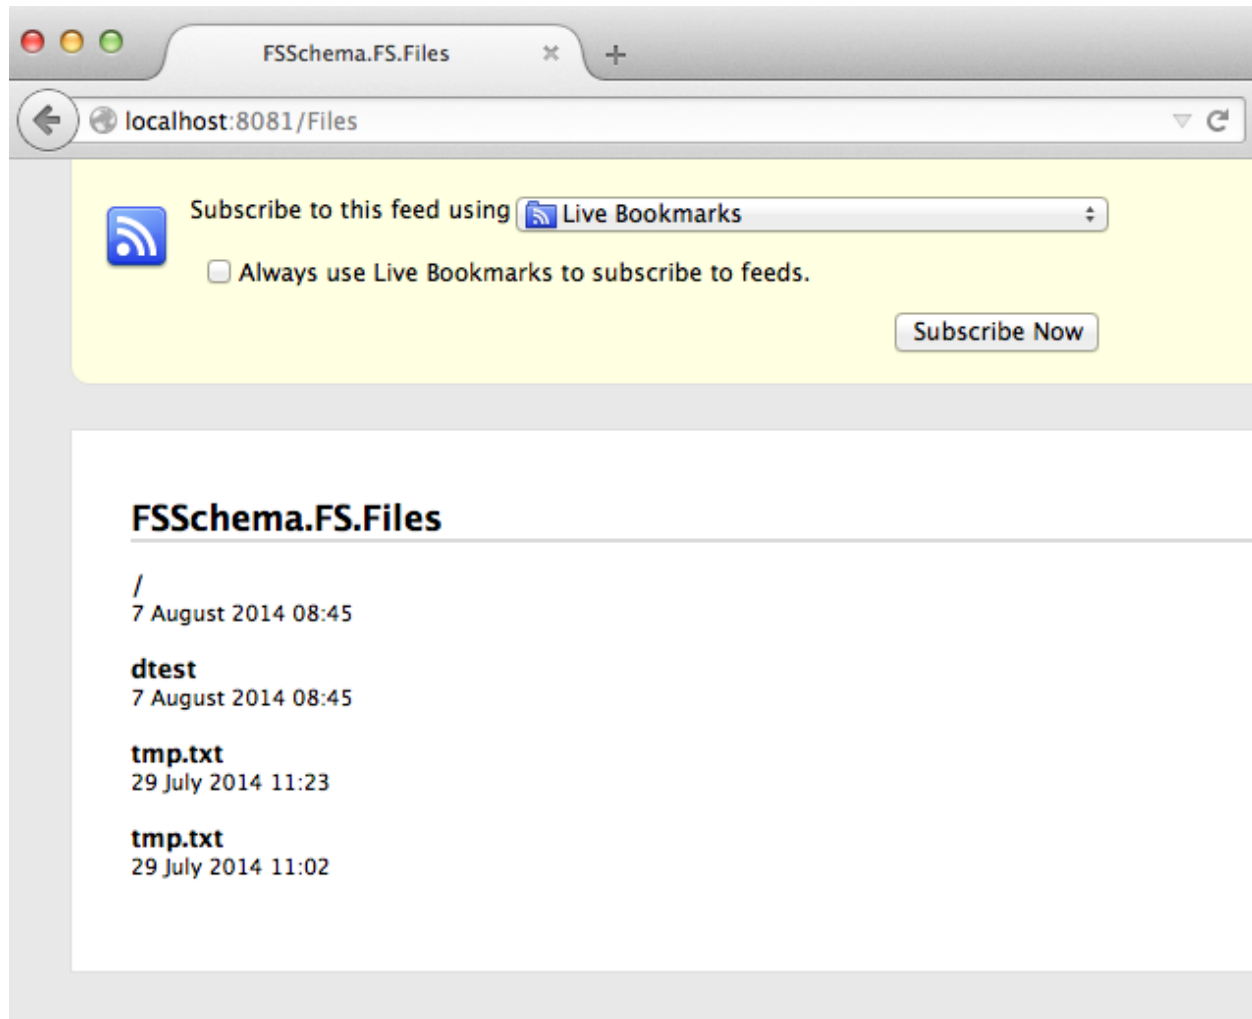 FSSchema.FS.Files
localhost:8081/Files
Subscribe to this feed using Live Bookmarks
Always use Live Bookmarks to subscribe to feeds.
Subscribe Now
FSSchema.FS.Files
/
7 August 2014 08:45
dtest
7 August 2014 08:45
tmp.txt
29 July 2014 11:23
tmp.txt
29 July 2014 11:02